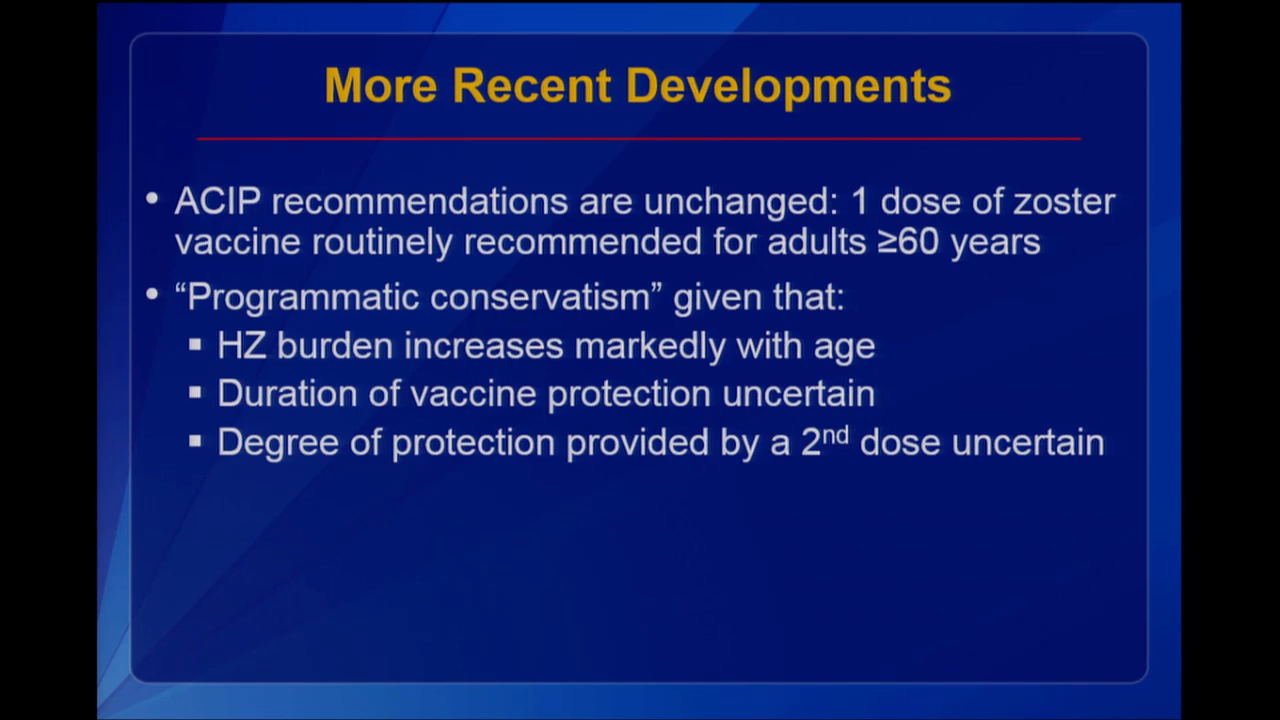 More Recent Developments
• ACIP recommendations are unchanged: 1 dose of zoster
vaccine routinely recommended for adults ≥60 years
• “Programmatic conservatism” given that:
▪ HZ burden increases markedly with age
▪ Duration of vaccine protection uncertain
▪ Degree of protection provided by a 2nd dose uncertain